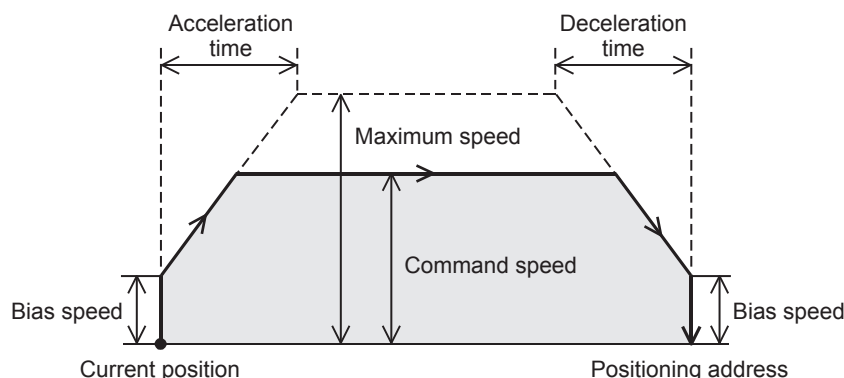 Acceleration
time
Deceleration
time
Maximum speed
Command speed
Bias speed
Bias speed
Current position
Positioning address